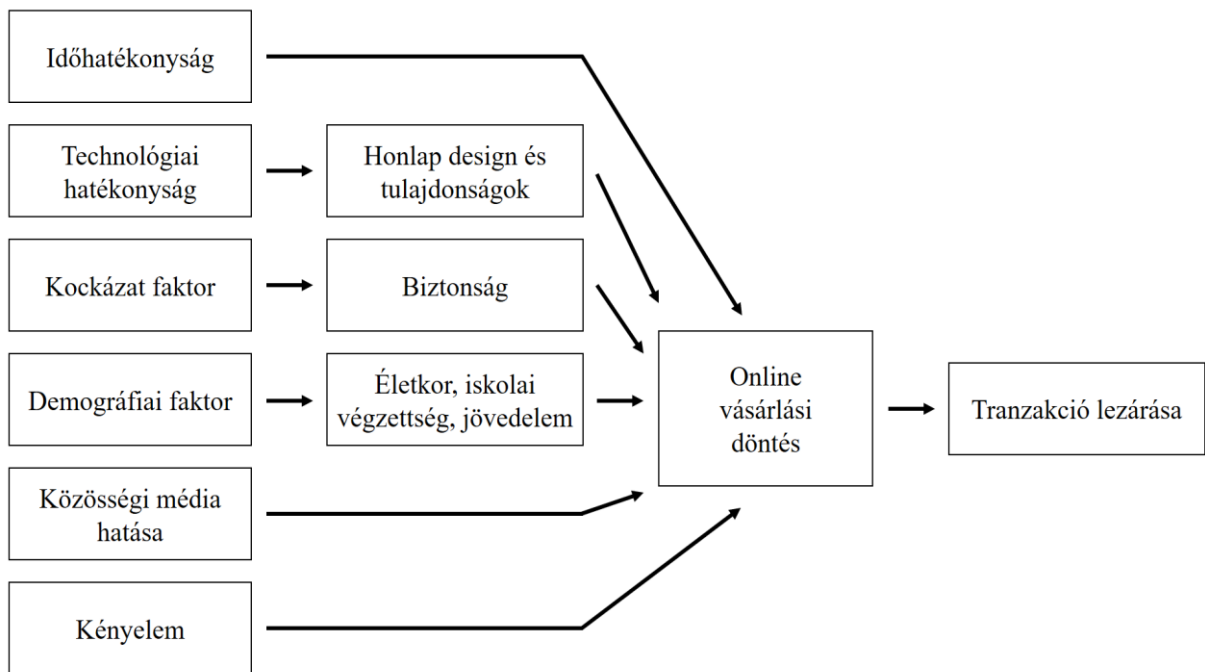 Időhatékonyság
Technológiai
hatékonyság
Honlap design és
tulajdonságok
Kockázat faktor
Biztonság
Demográfiai faktor
Életkor, iskolai
végzettség, jövedelem
Online
vásárlási
döntés
Tranzakció lezárása
Közösségi média
hatása
Kényelem